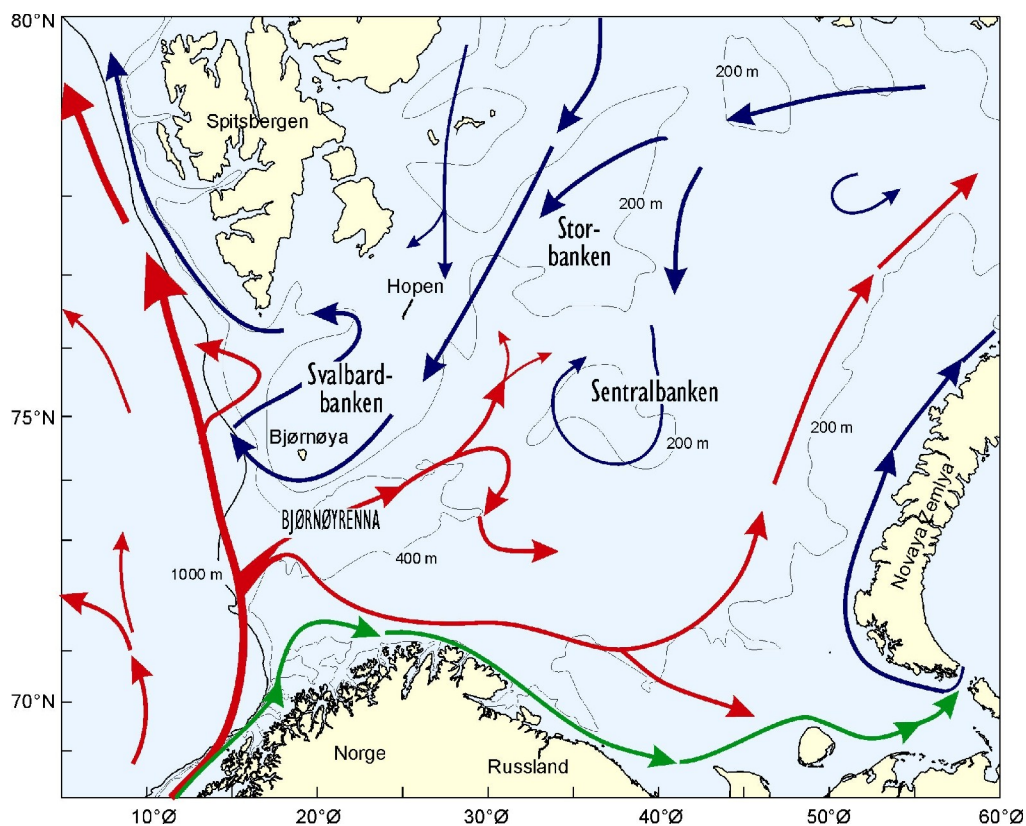 80°N
200 m
Spitsbergen
200 m
Stor-
banken
Hopen
Svalbard-
banken
Sentralbanken
75°N
Bjørnøya
200 m
200 m
BJØRNØYRENNA
Novaya Zemlya
400 m
1000 m
70°N
Norge
Russland
10°Ø
20°Ø
30°Ø
40°Ø
50°Ø
60°Ø